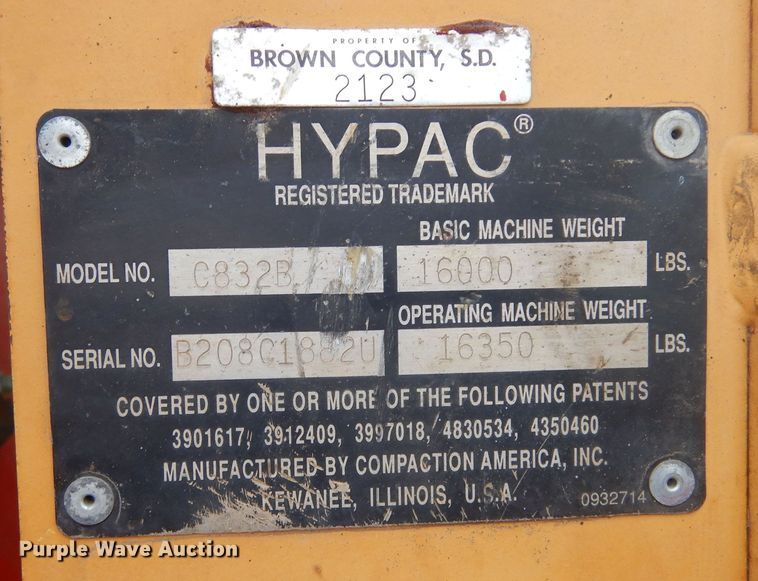 PROPERTY OF
BROWN COUNTY, S.D.
2123
HYPAC®
REGISTERED TRADEMARK
BASIC MACHINE WEIGHT
MODEL NO. C832B 16000 LBS.
OPERATING MACHINE WEIGHT
SERIAL NO. B208C1882U 16350 LBS.
COVERED BY ONE OR MORE OF THE FOLLOWING PATENTS
3901617, 3912409, 3997018, 4830534, 4350460
MANUFACTURED BY COMPACTION AMERICA, INC.
KEWANEE, ILLINOIS, U.S.A. 0932714
Purple Wave Auction